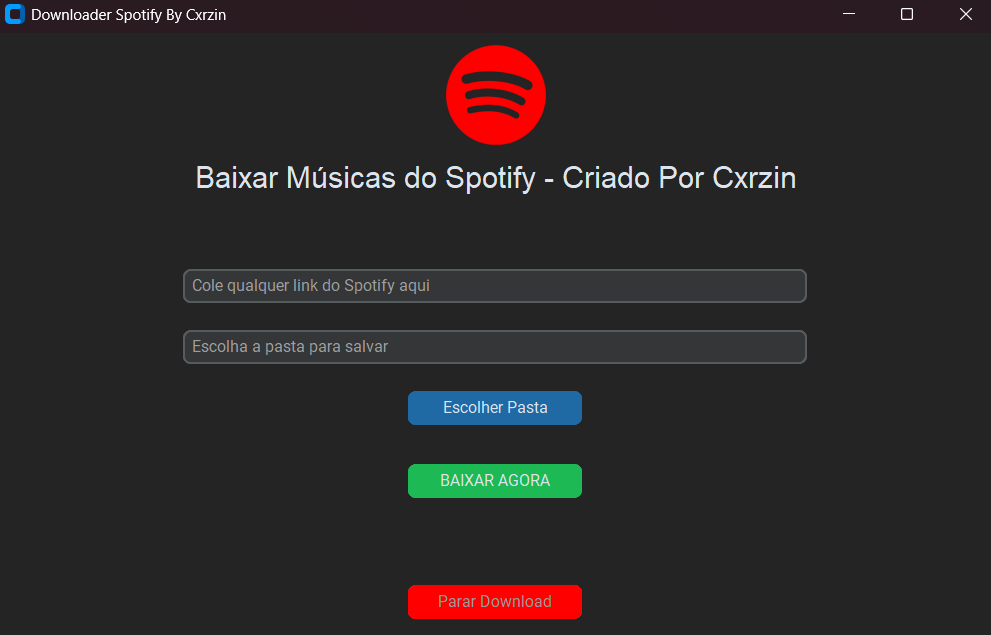 Downloader Spotify By Cxrzin
Baixar Músicas do Spotify - Criado Por Cxrzin
Cole qualquer link do Spotify aqui
Escolha a pasta para salvar
Escolher Pasta
BAIXAR AGORA
Parar Download